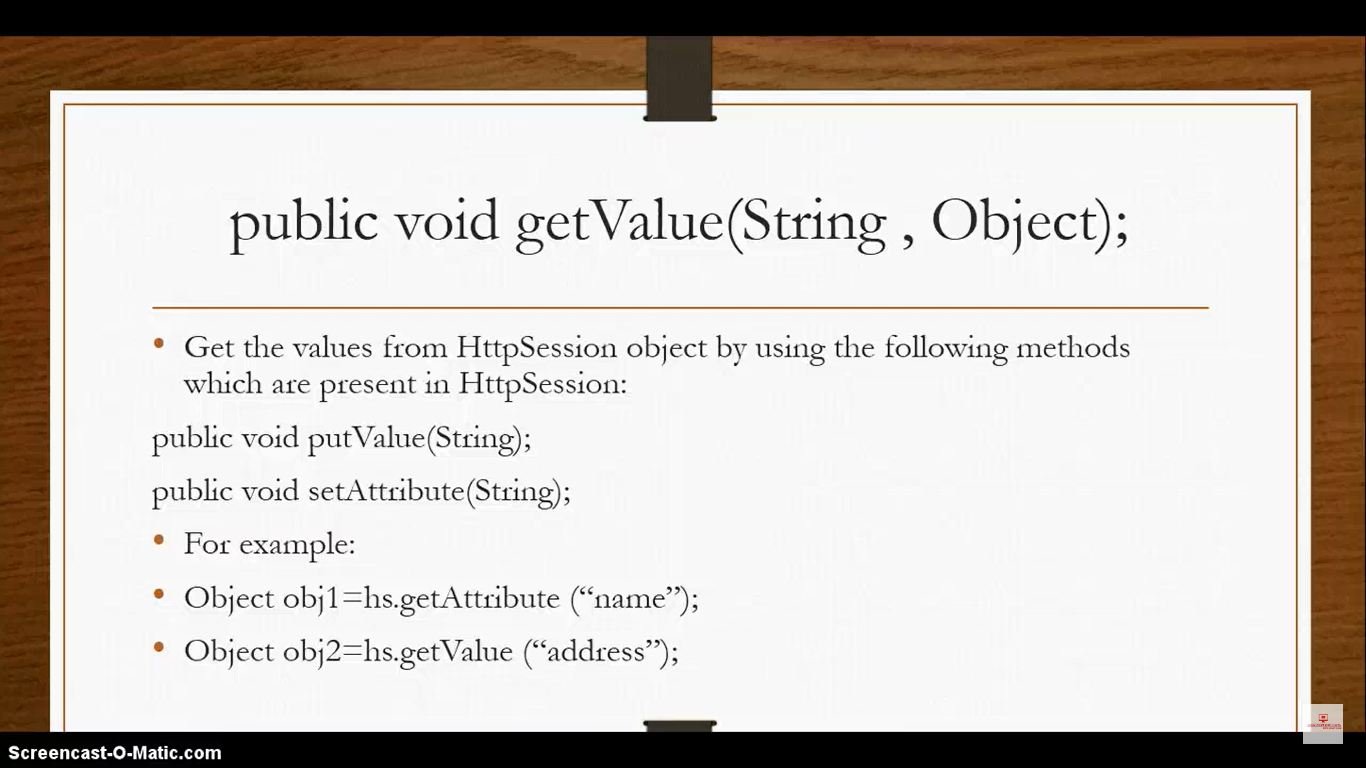 public void getValue(String , Object);
• Get the values from HttpSession object by using the following methods
which are present in HttpSession:
public void putValue(String);
public void setAttribute(String);
• For example:
• Object obj1=hs.getAttribute (“name”);
• Object obj2=hs.getValue (“address”);
Screencast-O-Matic.com